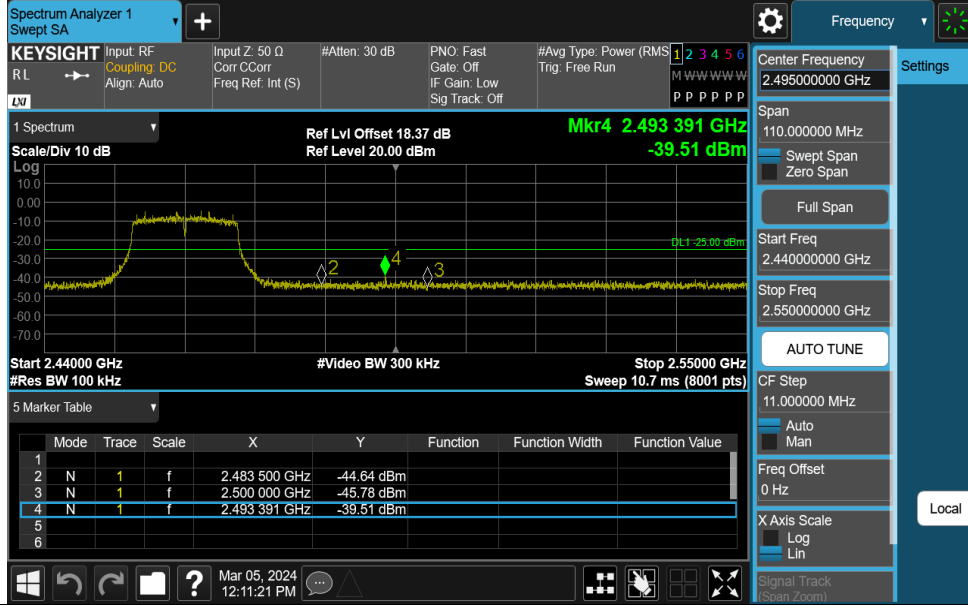 Spectrum Analyzer 1
Swept SA
+
Frequency
KEYSIGHT
R L
LXI
Input: RF
Coupling: DC
Align: Auto
Input Z: 50 Ω
Corr CCorr
Freq Ref: Int (S)
#Atten: 30 dB
PNO: Fast
Gate: Off
IF Gain: Low
Sig Track: Off
#Avg Type: Power (RMS
Trig: Free Run
1 2 3 4 5 6
M W W W W W
P P P P P P
1 Spectrum
Scale/Div 10 dB
Log
Ref Lvl Offset 18.37 dB
Ref Level 20.00 dBm
Mkr4 2.493 391 GHz
-39.51 dBm
10.0
0.00
-10.0
-20.0
-30.0
-40.0
-50.0
-60.0
-70.0
DL1 -25.00 dBm
2
4
3
Start 2.44000 GHz
#Video BW 300 kHz
Stop 2.55000 GHz
#Res BW 100 kHz
Sweep 10.7 ms (8001 pts)
5 Marker Table
Mode Trace Scale X Y Function Function Width Function Value
1
2 N 1 f 2.483 500 GHz -44.64 dBm
3 N 1 f 2.500 000 GHz -45.78 dBm
4 N 1 f 2.493 391 GHz -39.51 dBm
5
6
?
Mar 05, 2024
12:11:21 PM
Center Frequency
2.495000000 GHz
Span
110.000000 MHz
Swept Span
Zero Span
Full Span
Start Freq
2.440000000 GHz
Stop Freq
2.550000000 GHz
AUTO TUNE
CF Step
11.000000 MHz
Auto
Man
Freq Offset
0 Hz
X Axis Scale
Log
Lin
Signal Track
(Span Zoom)
Settings
Local